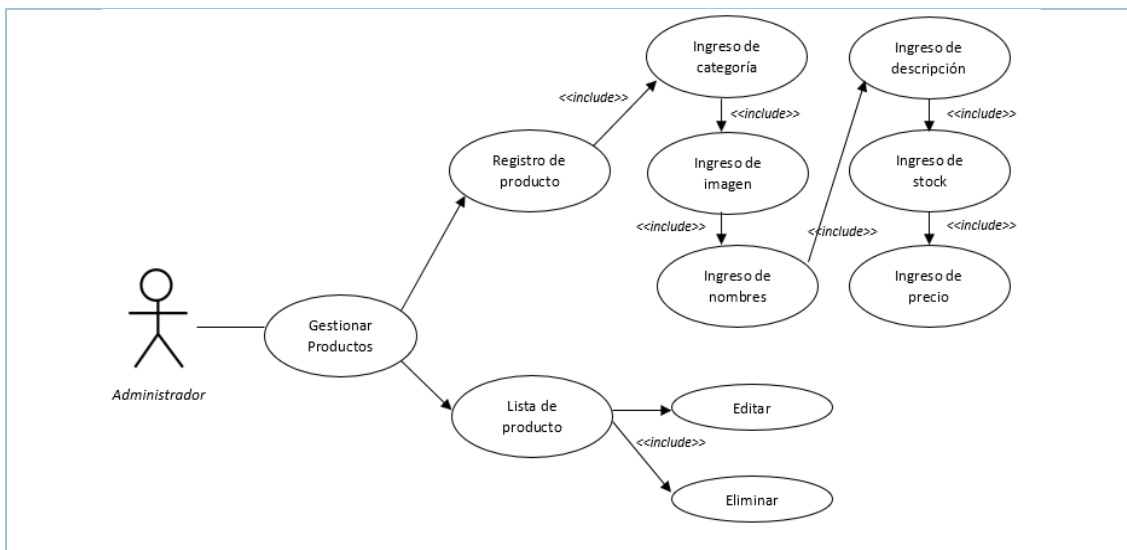 Ingreso de
categoría
Ingreso de
descripción
<<include>>
<<include>>
<<include>>
Registro de
producto
Ingreso de
imagen
Ingreso de
stock
<<include>>
<<include>>
<<include>>
Ingreso de
nombres
Ingreso de
precio
Gestionar
Productos
Administrador
Lista de
producto
Editar
<<include>>
Eliminar